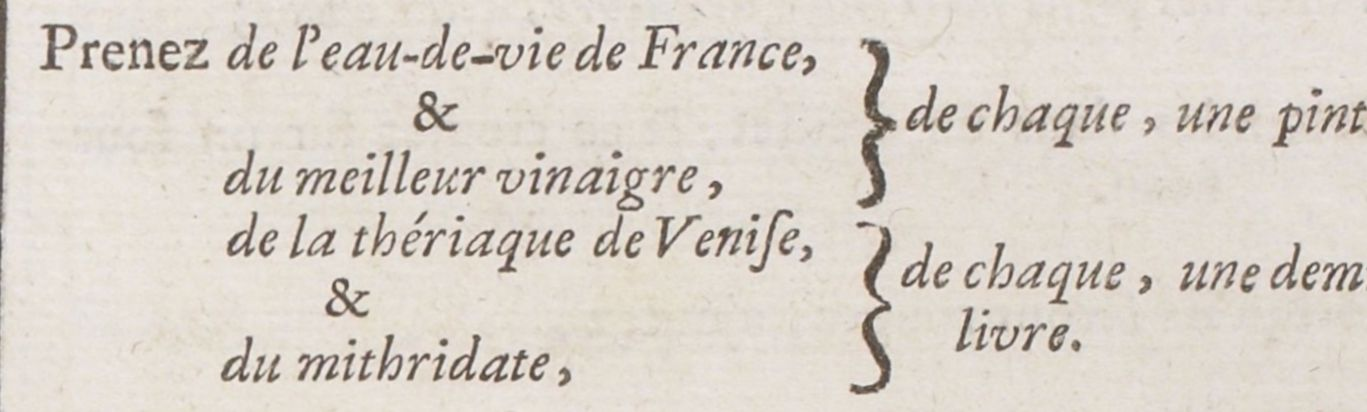 Prenez de l'eau-de-vie de France,
&
de chaque, une pint
du meilleur vinaigre,
de la thériaque de Veniſe,
de chaque, une dem
&
livre.
du mithridate,